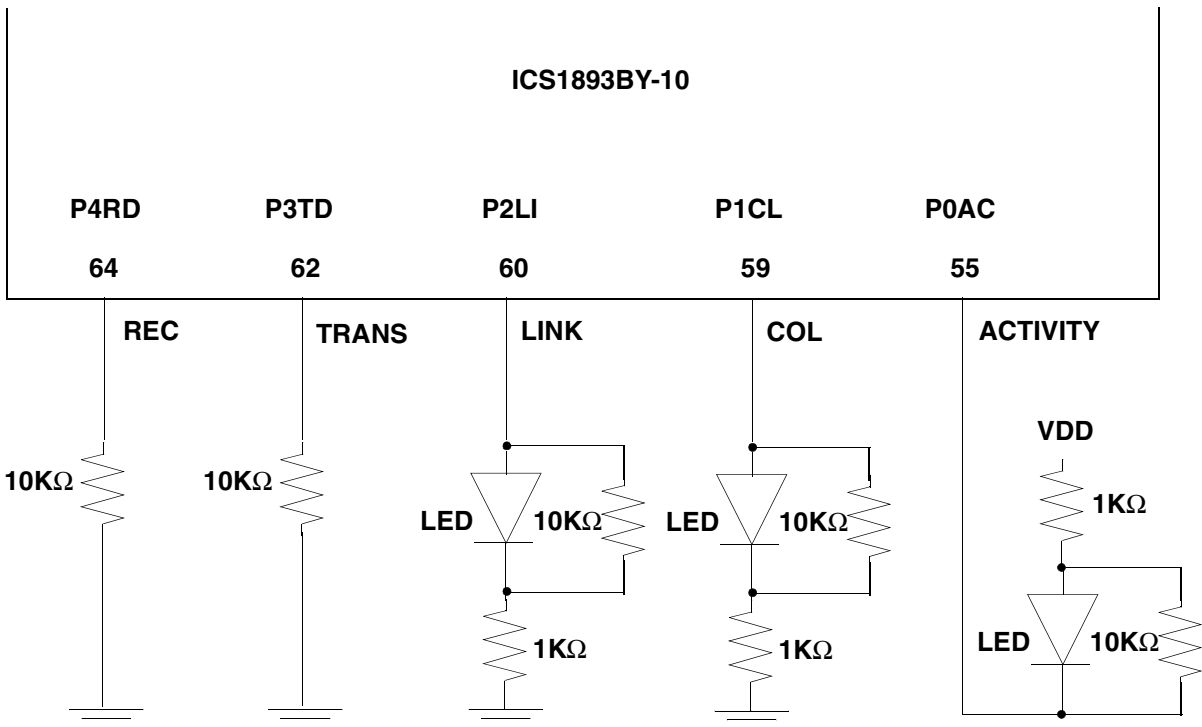 ICS1893BY-10
P4RD P3TD P2LI P1CL P0AC
64 62 60 59 55
REC TRANS LINK COL ACTIVITY
VDD
10KΩ 10KΩ 1KΩ
LED 10KΩ LED 10KΩ
1KΩ 1KΩ LED 10KΩ